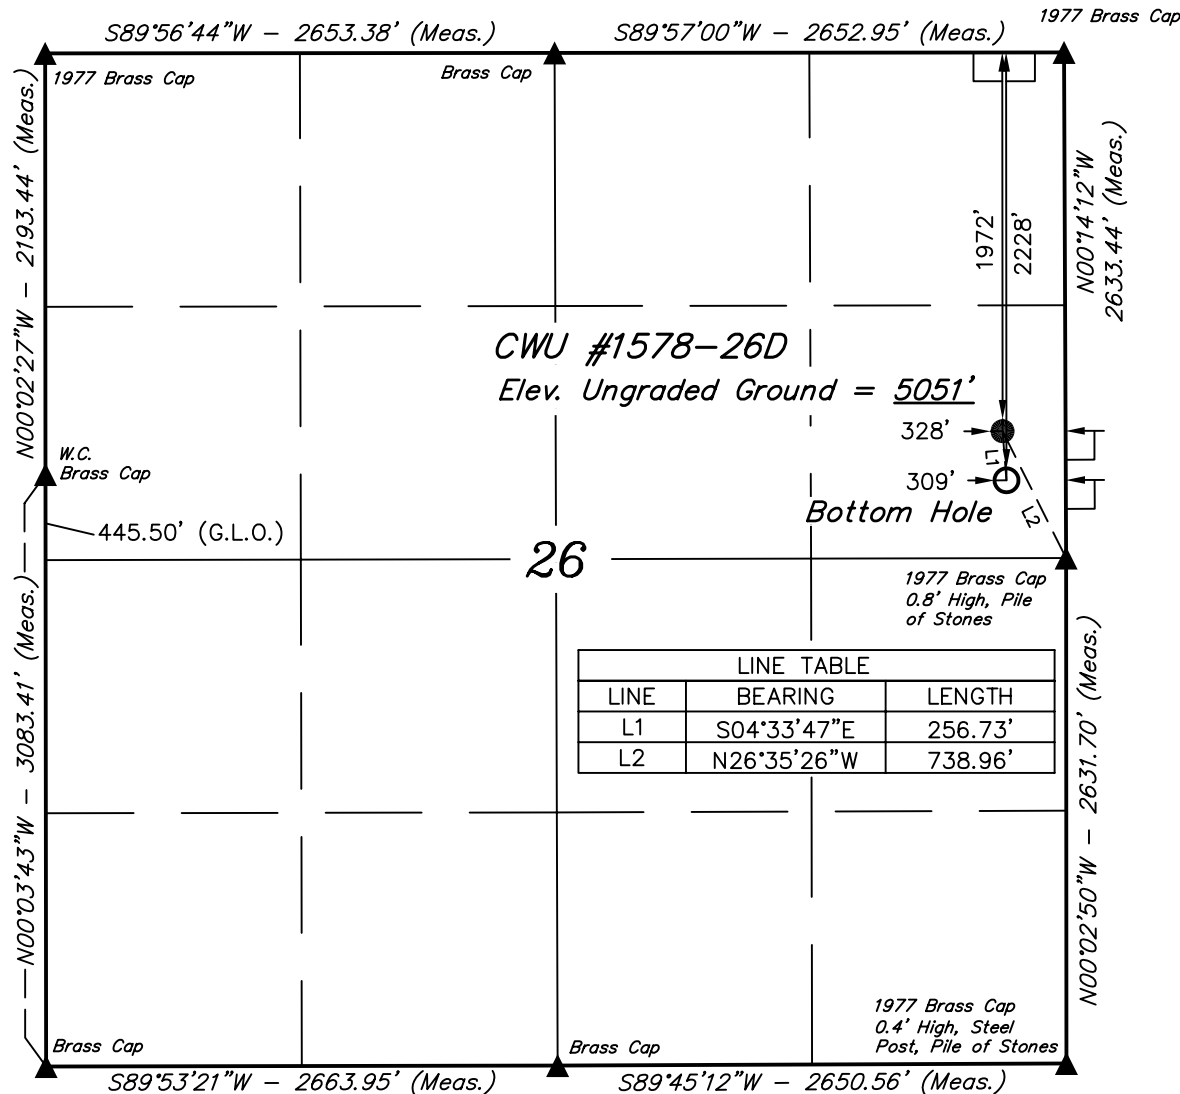 S89°56'44"W - 2653.38' (Meas.)
S89°57'00"W - 2652.95' (Meas.)
1977 Brass Cap
1977 Brass Cap
Brass Cap
N00°02'27"W - 2193.44' (Meas.)
N00°14'12"W
2633.44' (Meas.)
1972'
2228'
CWU #1578-26D
Elev. Ungraded Ground = 5051'
328'
L1
309'
Bottom Hole
L2
W.C.
Brass Cap
445.50' (G.L.O.)
26
1977 Brass Cap
0.8' High, Pile
of Stones
N00°03'43"W - 3083.41' (Meas.)
LINE TABLE
LINE BEARING LENGTH
L1 S04°33'47"E 256.73'
L2 N26°35'26"W 738.96'
N00°02'50"W - 2631.70' (Meas.)
1977 Brass Cap
0.4' High, Steel
Post, Pile of Stones
Brass Cap
Brass Cap
S89°53'21"W - 2663.95' (Meas.)
S89°45'12"W - 2650.56' (Meas.)